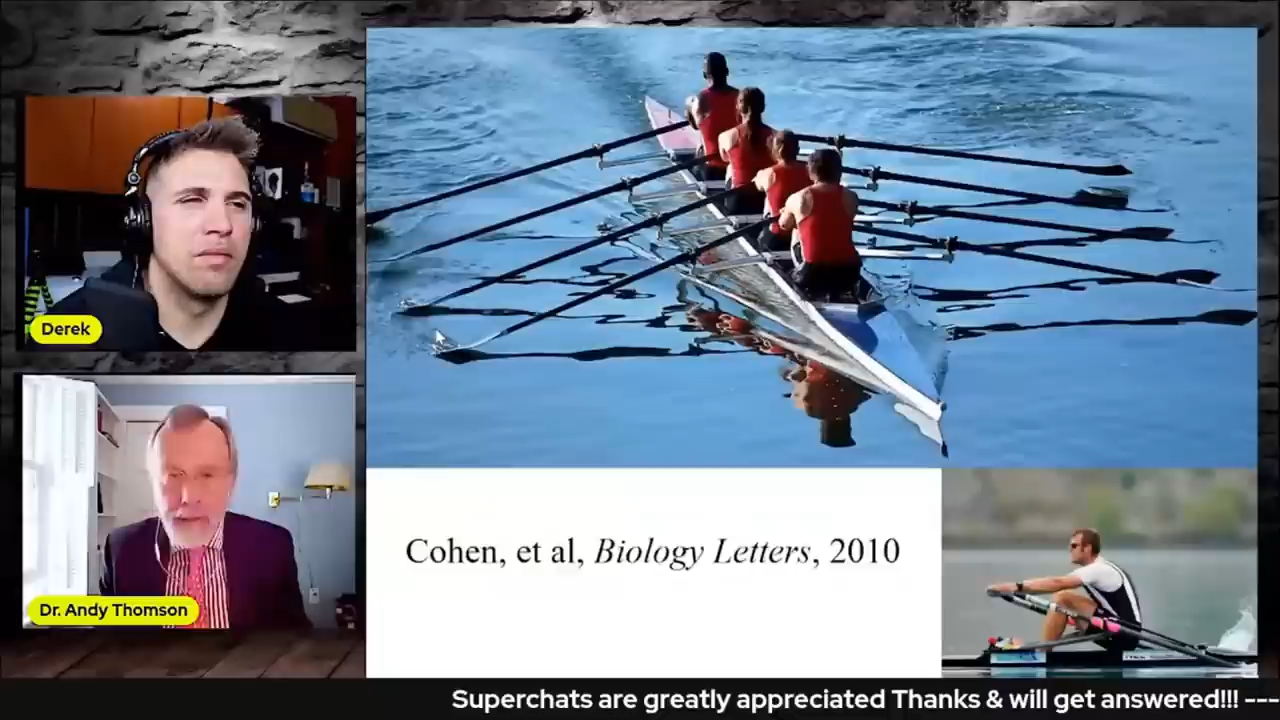 Derek
Dr. Andy Thomson
Cohen, et al, Biology Letters, 2010
Superchats are greatly appreciated Thanks & will get answered!!! ---